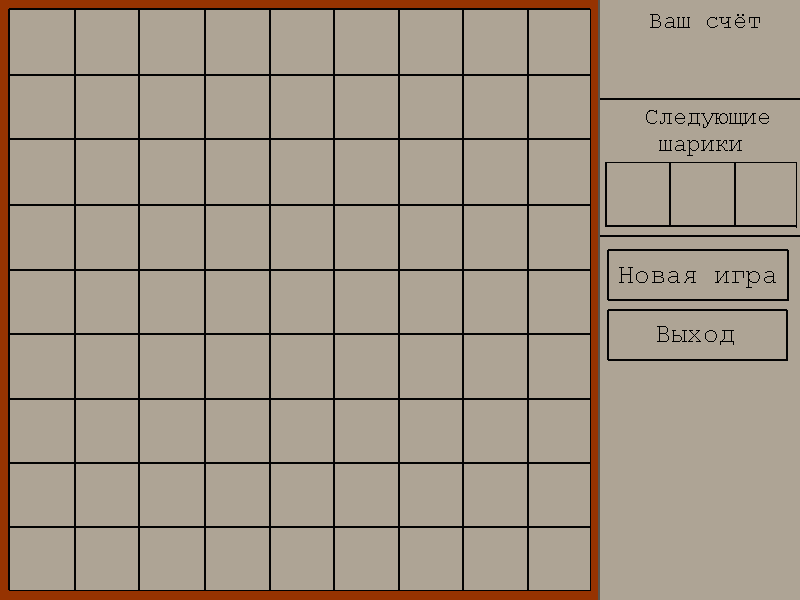 Ваш счёт
Следующие
шарики
Новая игра
Выход